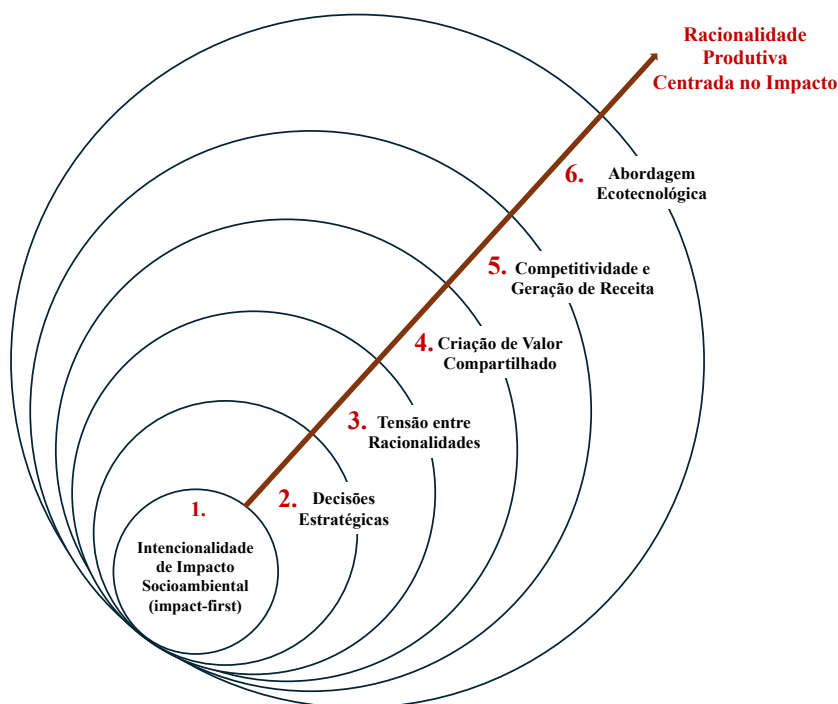 Racionalidade
Produtiva
Centrada no Impacto
6. Abordagem
Ecotecnológica
5. Competitividade e
Geração de Receita
4. Criação de Valor
Compartilhado
3. Tensão entre
Racionalidades
2. Decisões
Estratégicas
1.
Intencionalidade
de Impacto
Socioambiental
(impact-first)